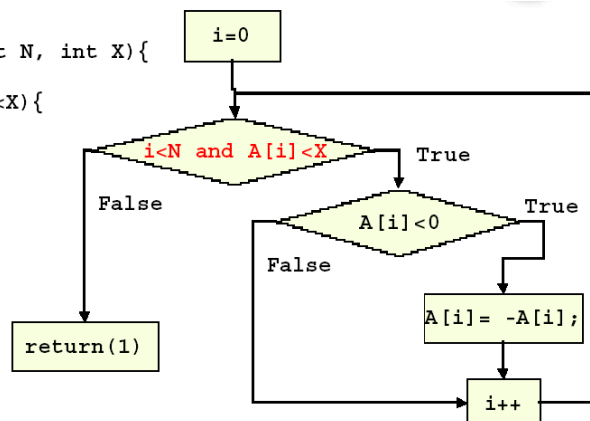 i=0
t N, int X){
<X){
i<N and A[i]<X
True
False
A[i]<0
True
False
A[i]= -A[i];
return(1)
i++